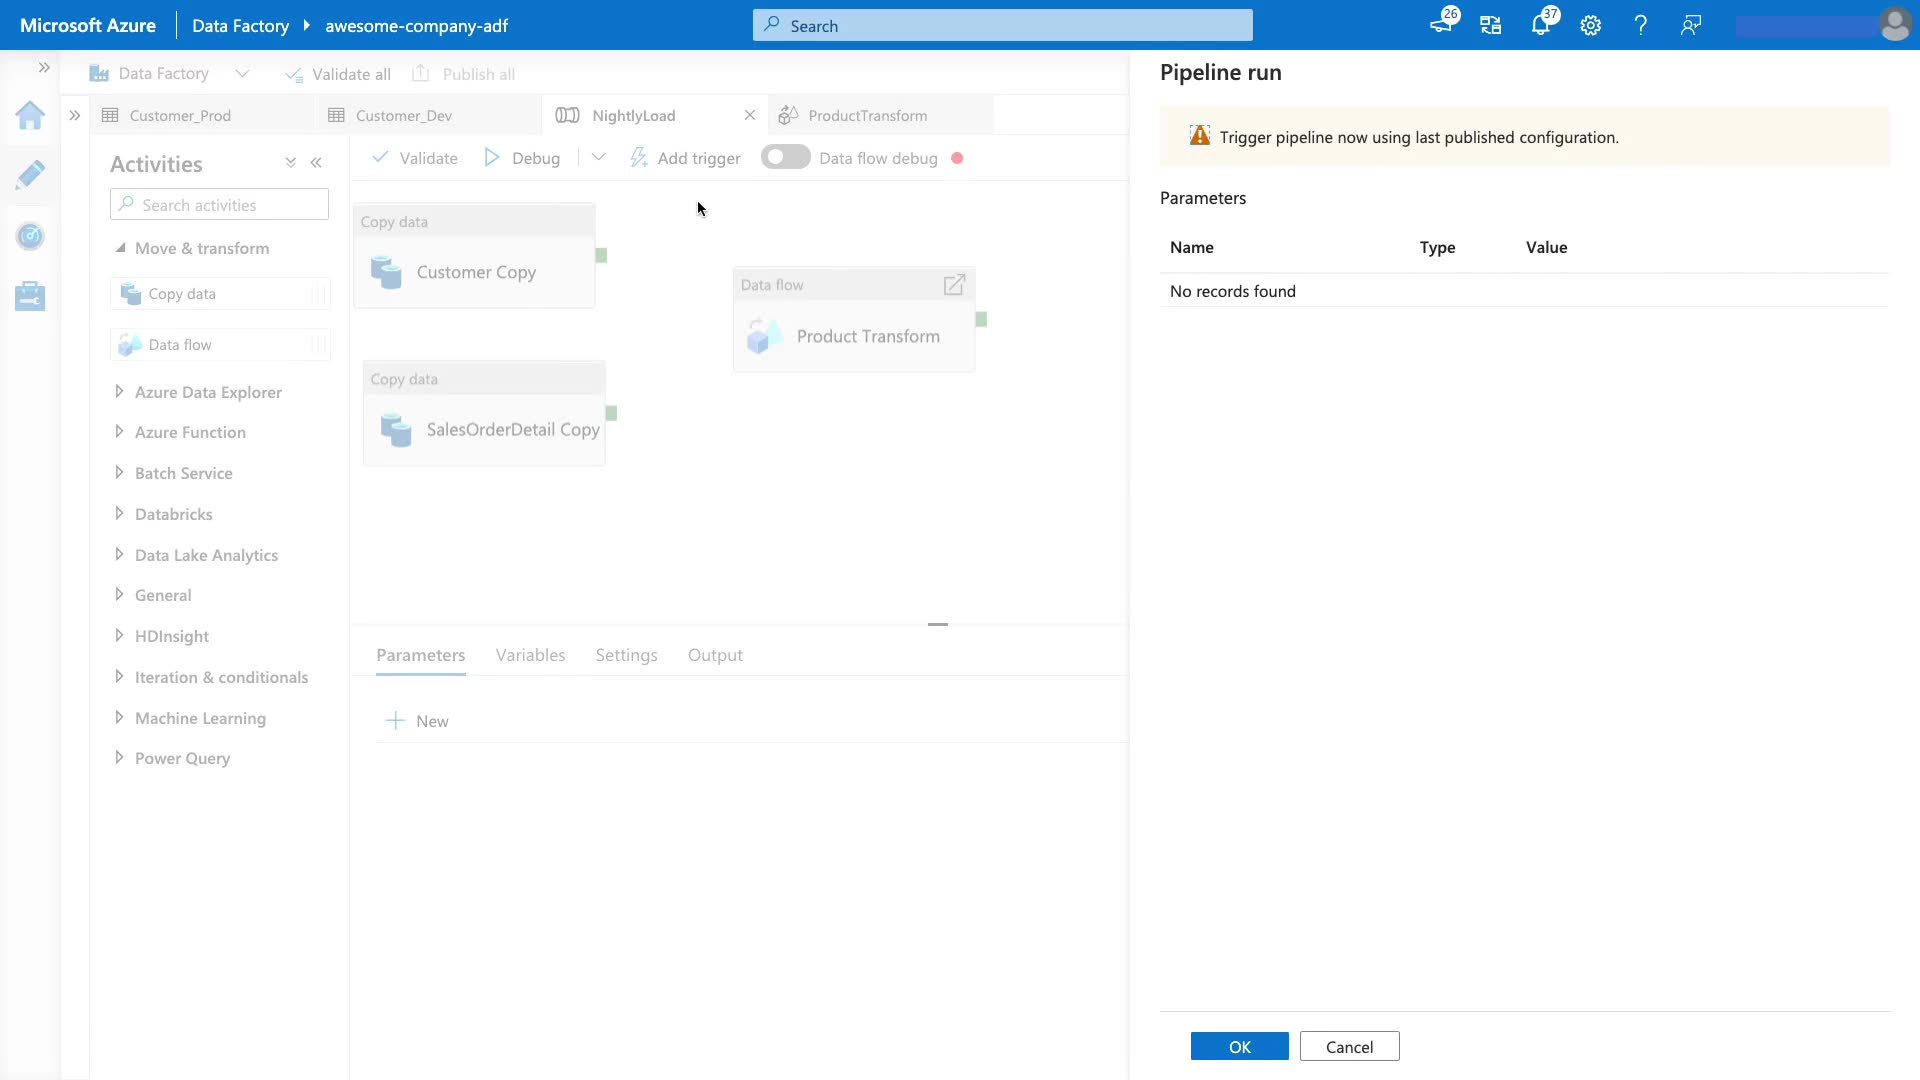 Microsoft Azure
Data Factory
awesome-company-adf
Search
26
37
Data Factory
Validate all
Publish all
Customer_Prod
Customer_Dev
NightlyLoad
ProductTransform
Activities
Search activities
Move & transform
Copy data
Data flow
Azure Data Explorer
Azure Function
Batch Service
Databricks
Data Lake Analytics
General
HDInsight
Iteration & conditionals
Machine Learning
Power Query
Validate
Debug
Add trigger
Data flow debug
Copy data
Customer Copy
Data flow
Product Transform
Copy data
SalesOrderDetail Copy
Parameters
Variables
Settings
Output
New
Pipeline run
Trigger pipeline now using last published configuration.
Parameters
Name Type Value
No records found
OK
Cancel